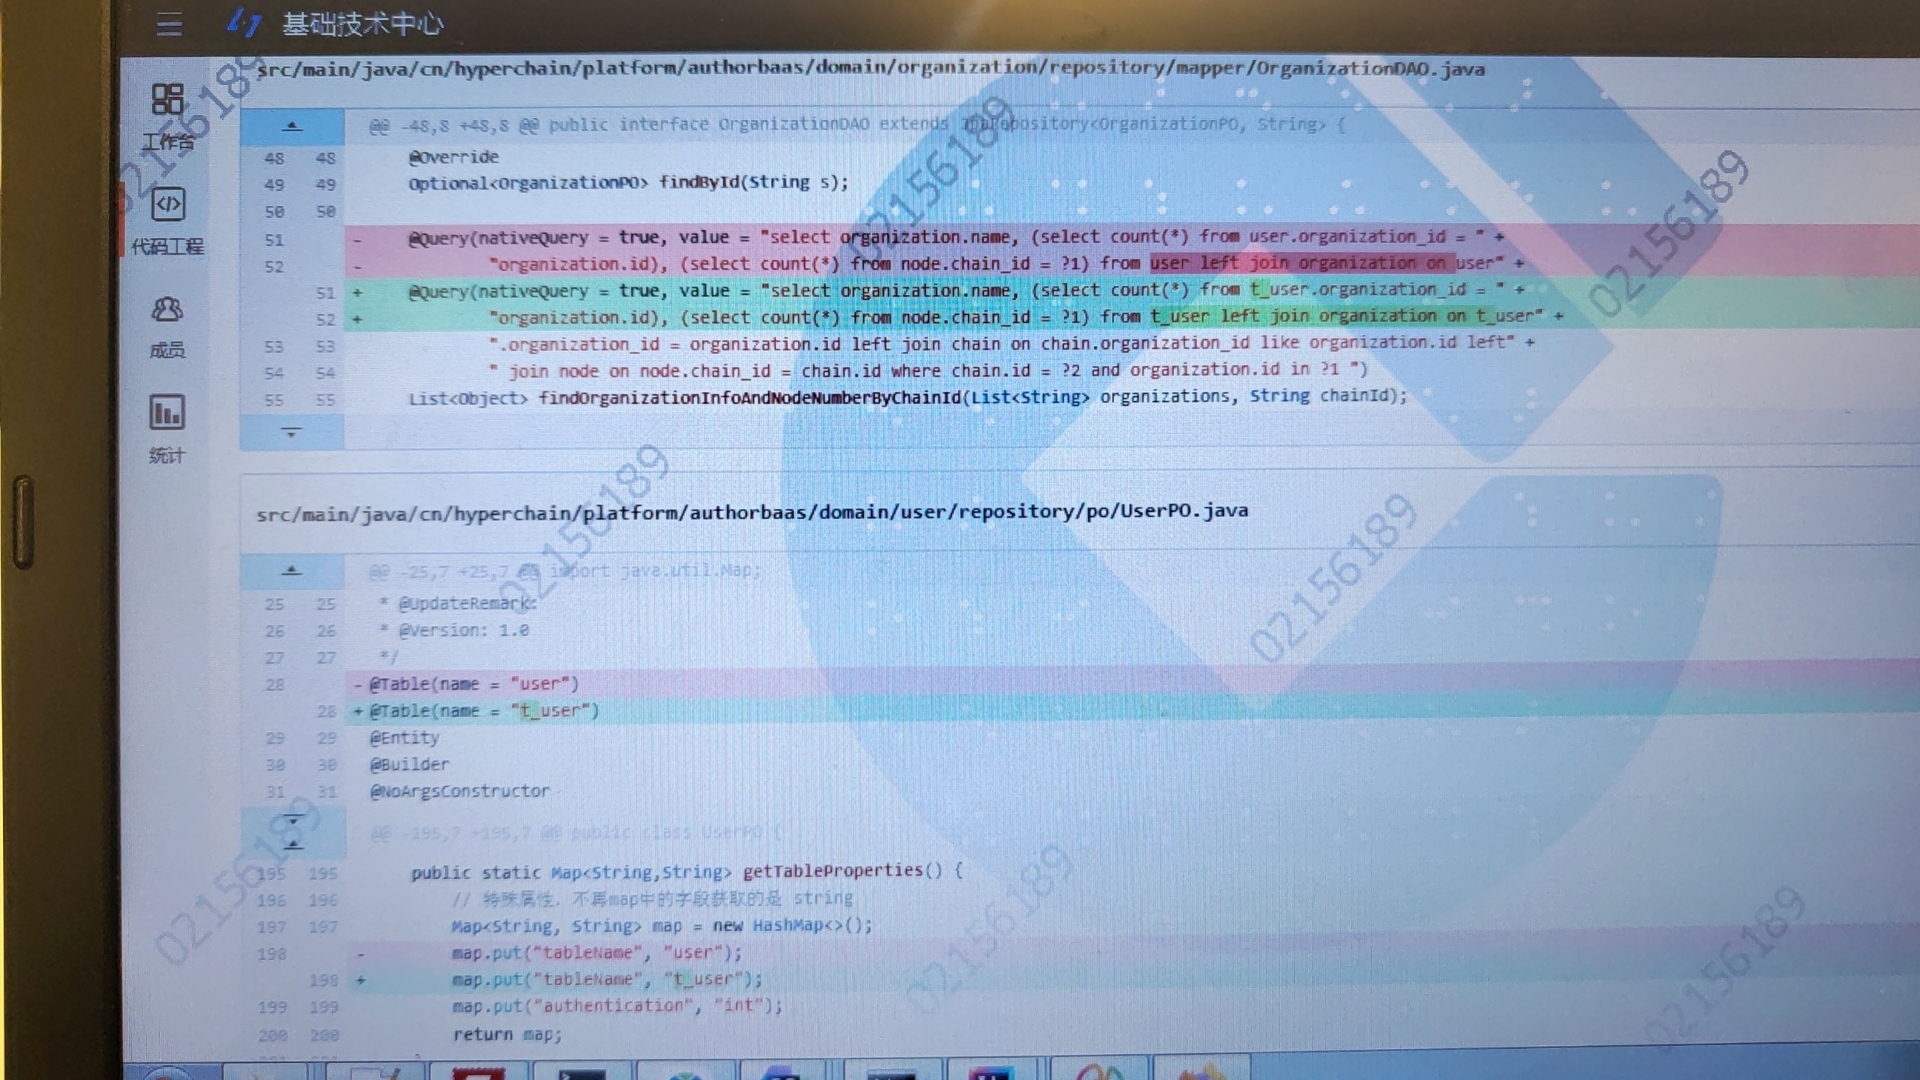 基础技术中心
工作台
代码工程
成员
统计
src/main/java/cn/hyperchain/platform/authorbaas/domain/organization/repository/mapper/OrganizationDAO.java
@@ -48,8 +48,8 @@ public interface OrganizationDAO extends JpaRepository<OrganizationPO, String> {
48 48 @Override
49 49 Optional<OrganizationPO> findById(String s);
50 50
51 - @Query(nativeQuery = true, value = "select organization.name, (select count(*) from user.organization_id = " +
52 - "organization.id), (select count(*) from node.chain_id = ?1) from user left join organization on user" +
51 + @Query(nativeQuery = true, value = "select organization.name, (select count(*) from t_user.organization_id = " +
52 + "organization.id), (select count(*) from node.chain_id = ?1) from t_user left join organization on t_user" +
53 53 ".organization_id = organization.id left join chain on chain.organization_id like organization.id left" +
54 54 " join node on node.chain_id = chain.id where chain.id = ?2 and organization.id in ?1 ")
55 55 List<Object> findOrganizationInfoAndNodeNumberByChainId(List<String> organizations, String chainId);
src/main/java/cn/hyperchain/platform/authorbaas/domain/user/repository/po/UserPO.java
@@ -25,7 +25,7 @@ import java.util.Map;
25 25 * @UpdateRemark:
26 26 * @Version: 1.0
27 27 */
28 - @Table(name = "user")
28 + @Table(name = "t_user")
29 29 @Entity
30 30 @Builder
31 31 @NoArgsConstructor
@@ -195,7 +195,7 @@ public class UserPO {
195 195 public static Map<String,String> getTableProperties() {
196 196 // 特殊属性，不再map中的字段获取的是 string
197 197 Map<String, String> map = new HashMap<>();
198 - map.put("tableName", "user");
198 + map.put("tableName", "t_user");
199 199 map.put("authentication", "int");
200 200 return map;
02156189
02156189
02156189
02156189
02156189
02156189
02156189
02156189